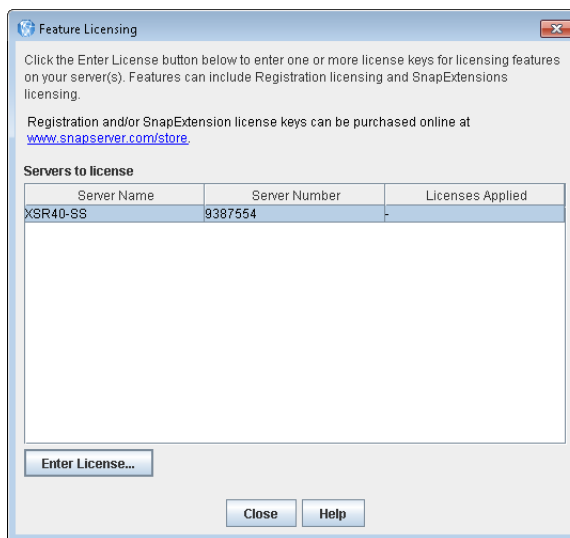 Feature Licensing
Click the Enter License button below to enter one or more license keys for licensing features
on your server(s). Features can include Registration licensing and SnapExtensions
licensing.
Registration and/or SnapExtension license keys can be purchased online at
www.snapserver.com/store.
Servers to license
Server Name Server Number Licenses Applied
XSR40-SS 9387554 -
Enter License...
Close Help